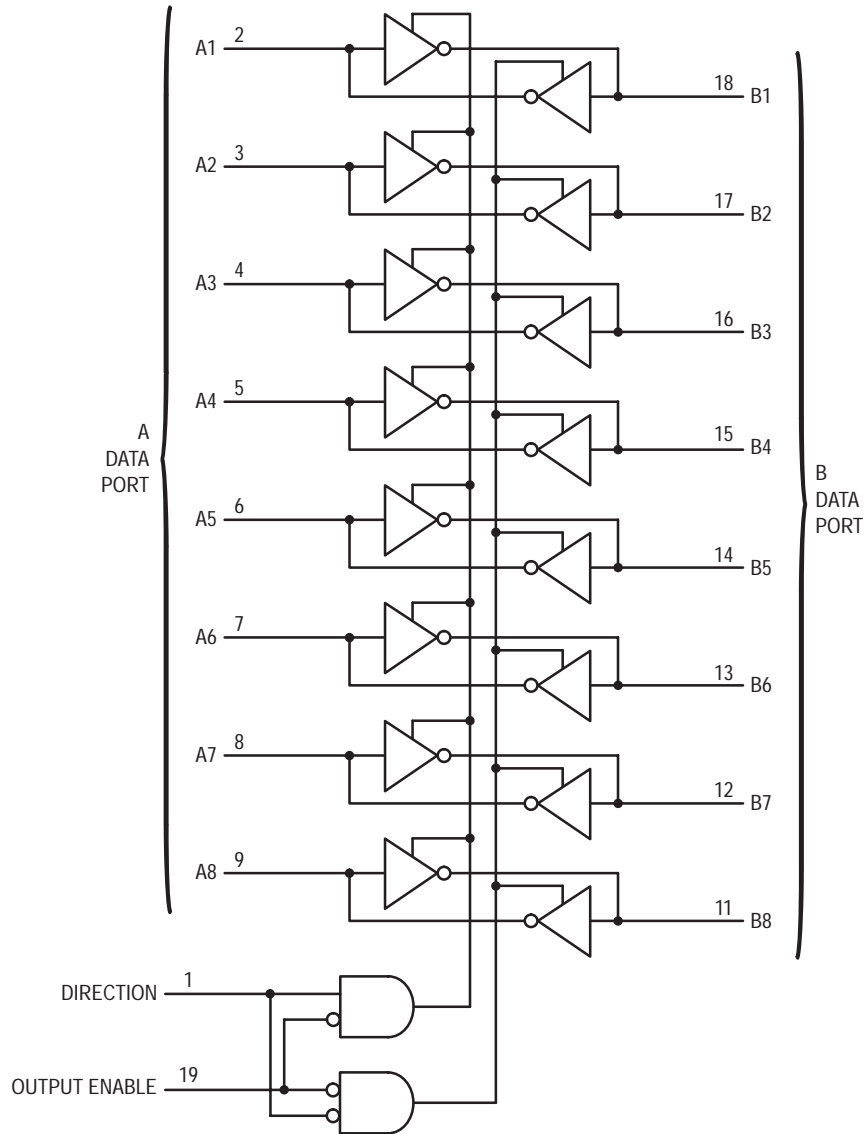 A1 2
18 B1
A2 3
17 B2
A3 4
16 B3
A4 5
15 B4
A
DATA
PORT
B
DATA
PORT
A5 6
14 B5
A6 7
13 B6
A7 8
12 B7
A8 9
11 B8
DIRECTION 1
OUTPUT ENABLE 19